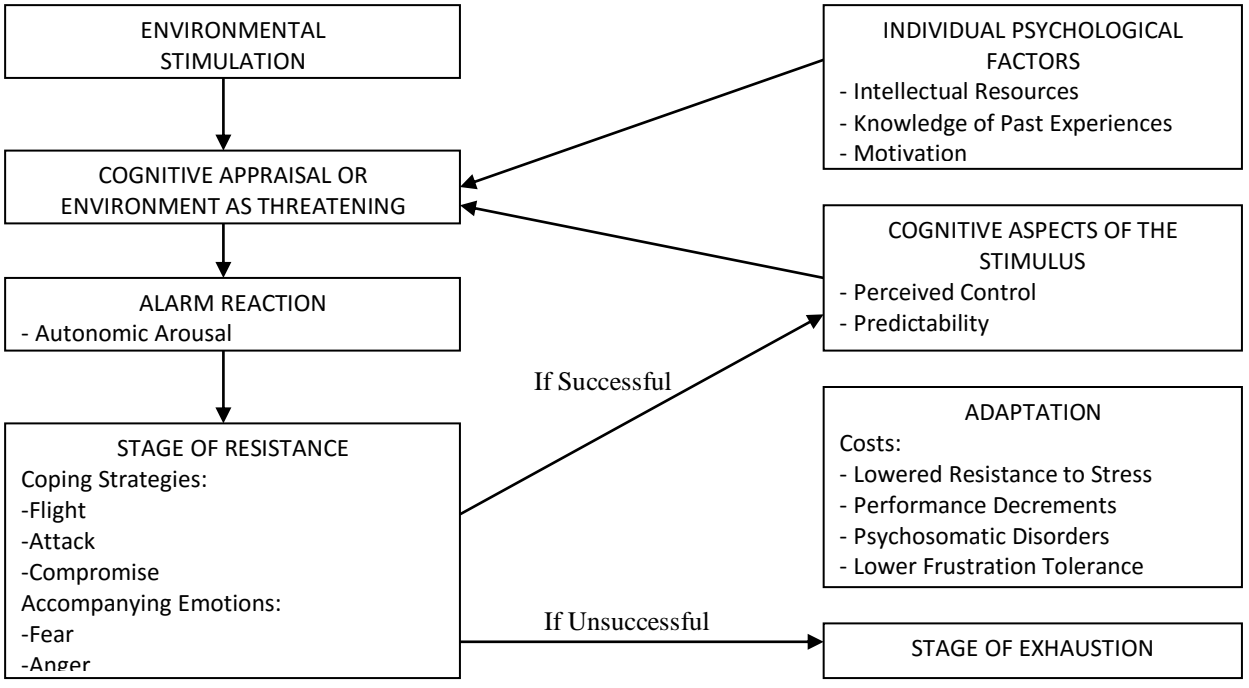 ENVIRONMENTAL
STIMULATION
COGNITIVE APPRAISAL OR
ENVIRONMENT AS THREATENING
ALARM REACTION
- Autonomic Arousal
STAGE OF RESISTANCE
Coping Strategies:
-Flight
-Attack
-Compromise
Accompanying Emotions:
-Fear
-Anger
If Successful
If Unsuccessful
INDIVIDUAL PSYCHOLOGICAL
FACTORS
- Intellectual Resources
- Knowledge of Past Experiences
- Motivation
COGNITIVE ASPECTS OF THE
STIMULUS
- Perceived Control
- Predictability
ADAPTATION
Costs:
- Lowered Resistance to Stress
- Performance Decrements
- Psychosomatic Disorders
- Lower Frustration Tolerance
STAGE OF EXHAUSTION